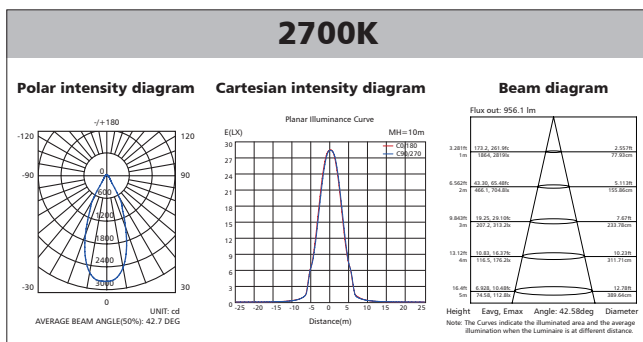 2700K
Polar intensity diagram
-/+180
-120
120
-90
90
0
600
1200
1800
2400
3000
-30
30
0
UNIT: cd
AVERAGE BEAM ANGLE(50%): 42.7 DEG
Cartesian intensity diagram
Planar Illuminance Curve
E(LX)
MH=10m
C0/180
C90/270
30
27
24
21
18
15
12
9
6
3
0
-25 -20 -15 -10 -5 0 5 10 15 20 25
Distance(m)
Beam diagram
Flux out: 956.1 lm
3.281ft 173.2, 261.9fc 2.557ft
1m 1864, 2819lx 77.93cm
6.562ft 43.30, 65.48fc 5.113ft
2m 466.1, 704.8lx 155.86cm
9.843ft 19.25, 29.10fc 7.67ft
3m 207.2, 313.2lx 233.78cm
13.12ft 10.83, 16.37fc 10.23ft
4m 116.5, 176.2lx 311.71cm
16.4ft 6.928, 10.48fc 12.78ft
5m 74.58, 112.8lx 389.64cm
Height Eavg, Emax Angle: 42.58deg Diameter
Note: The Curves indicate the illuminated area and the average
illumination when the Luminaire is at different distance.